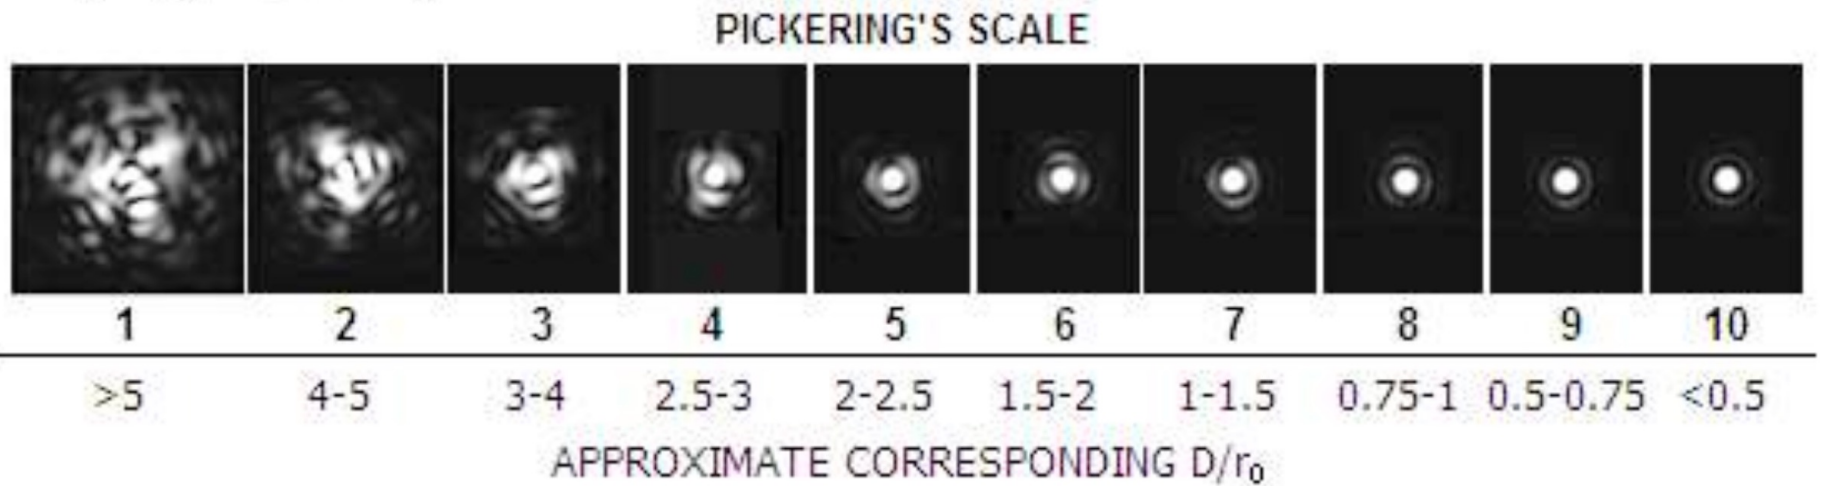 PICKERING'S SCALE
1 2 3 4 5 6 7 8 9 10
>5 4-5 3-4 2.5-3 2-2.5 1.5-2 1-1.5 0.75-1 0.5-0.75 <0.5
APPROXIMATE CORRESPONDING D/r₀